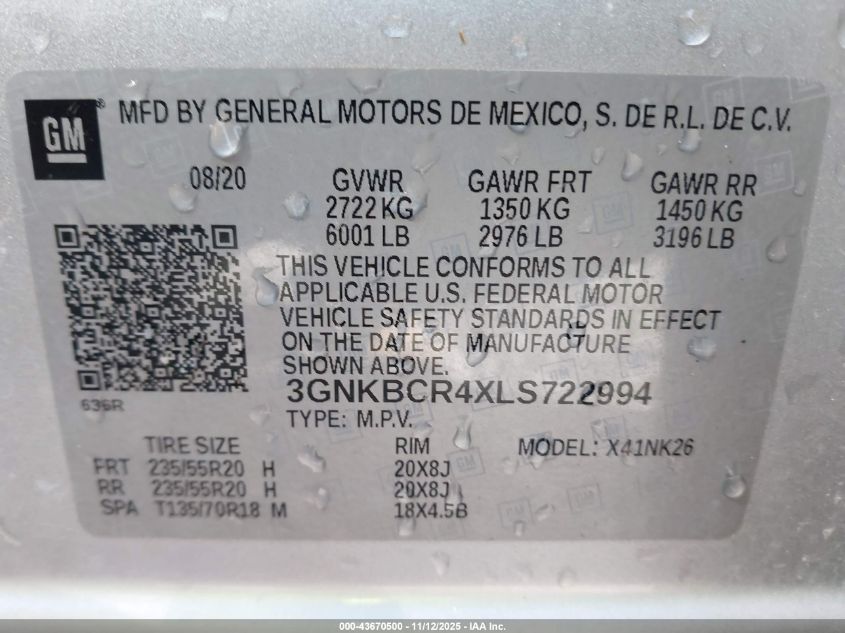 GM ® MFD BY GENERAL MOTORS DE MEXICO, S. DE R.L. DE C.V.
08/20 GVWR GAWR FRT GAWR RR
2722 KG 1350 KG 1450 KG
6001 LB 2976 LB 3196 LB
THIS VEHICLE CONFORMS TO ALL
APPLICABLE U.S. FEDERAL MOTOR
VEHICLE SAFETY STANDARDS IN EFFECT
ON THE DATE OF MANUFACTURE
SHOWN ABOVE.
3GNKBCR4XLS722994
636R
TYPE: M.P.V.
TIRE SIZE RIM MODEL: X41NK26
FRT 235/55R20 H 20X8J
RR 235/55R20 H 20X8J
SPA T135/70R18 M 18X4.5B
000-43670500 - 11/12/2025 - IAA Inc.